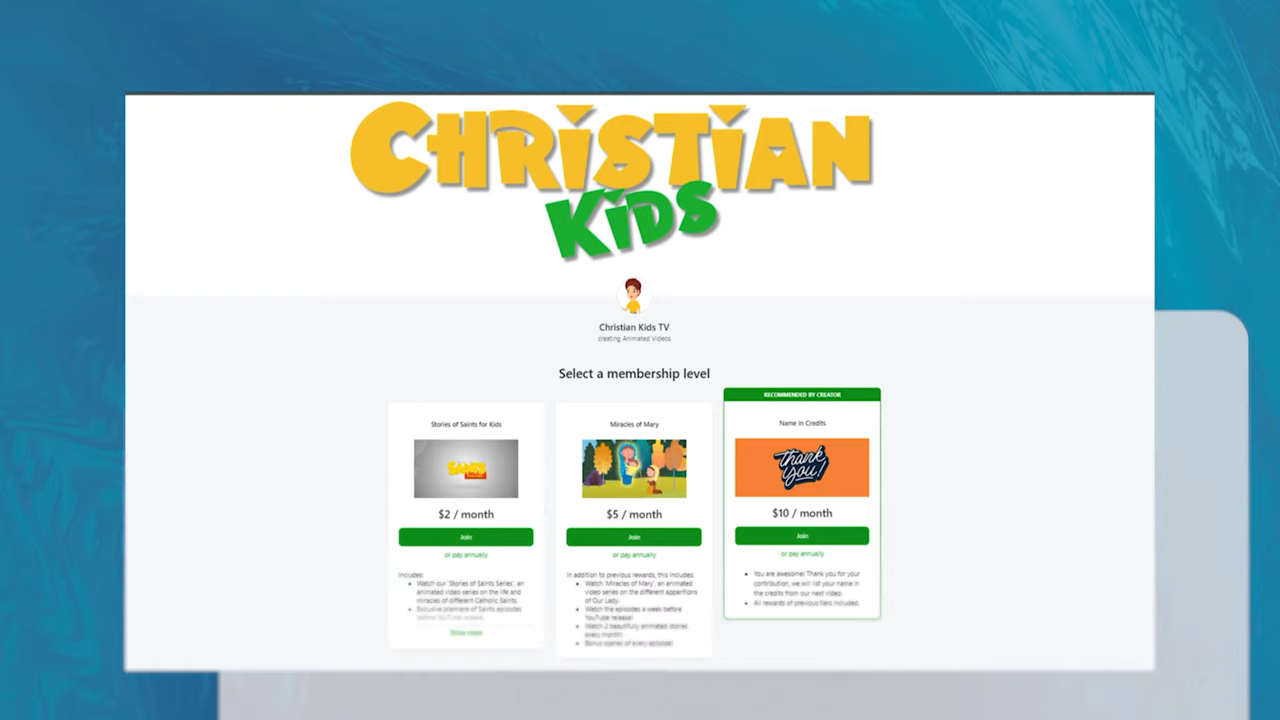 CHRISTIAN
KiDS
Christian Kids TV
creating Animated Videos
Select a membership level
Stories of Saints for Kids
SAINTS
$2 / month
Join
or pay annually
Includes:
Watch our 'Stories of Saints Series', an
animated video series on the life and
miracles of different Catholic Saints.
Exclusive premiere of Saints episodes
before YouTube release!
Show more
Miracles of Mary
$5 / month
Join
or pay annually
In addition to previous rewards, this includes:
Watch 'Miracles of Mary', an animated
video series on the different apparitions
of Our Lady.
Watch the episodes a week before
YouTube release!
Watch 2 beautifully animated stories
every month!
Bonus scenes of every episode!
RECOMMENDED BY CREATOR
Name in Credits
thank
you!
$10 / month
Join
or pay annually
You are awesome! Thank you for your
contribution, we will list your name in
the credits from our next video.
All rewards of previous tiers included.